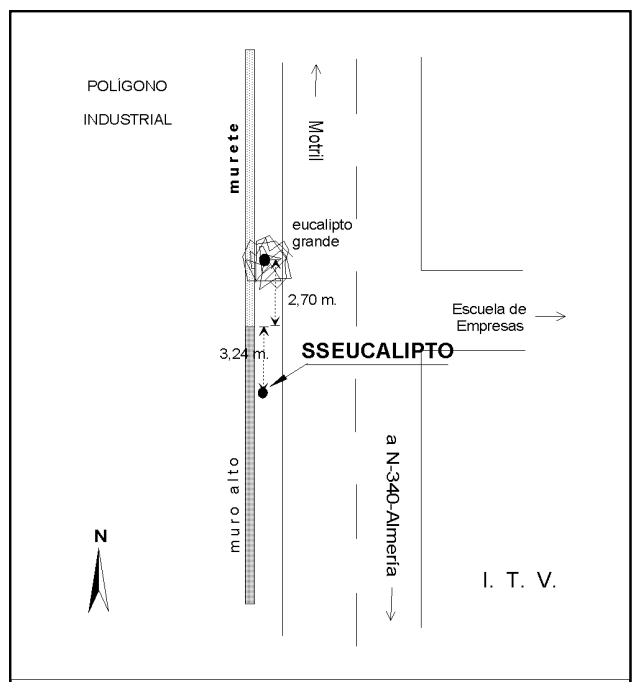 POLÍGONO
INDUSTRIAL
murete
Motril
eucalipto
grande
2,70 m.
Escuela de
Empresas
3,24 m.
SSEUCALIPTO
muro alto
a N-340-Almería
N
I. T. V.